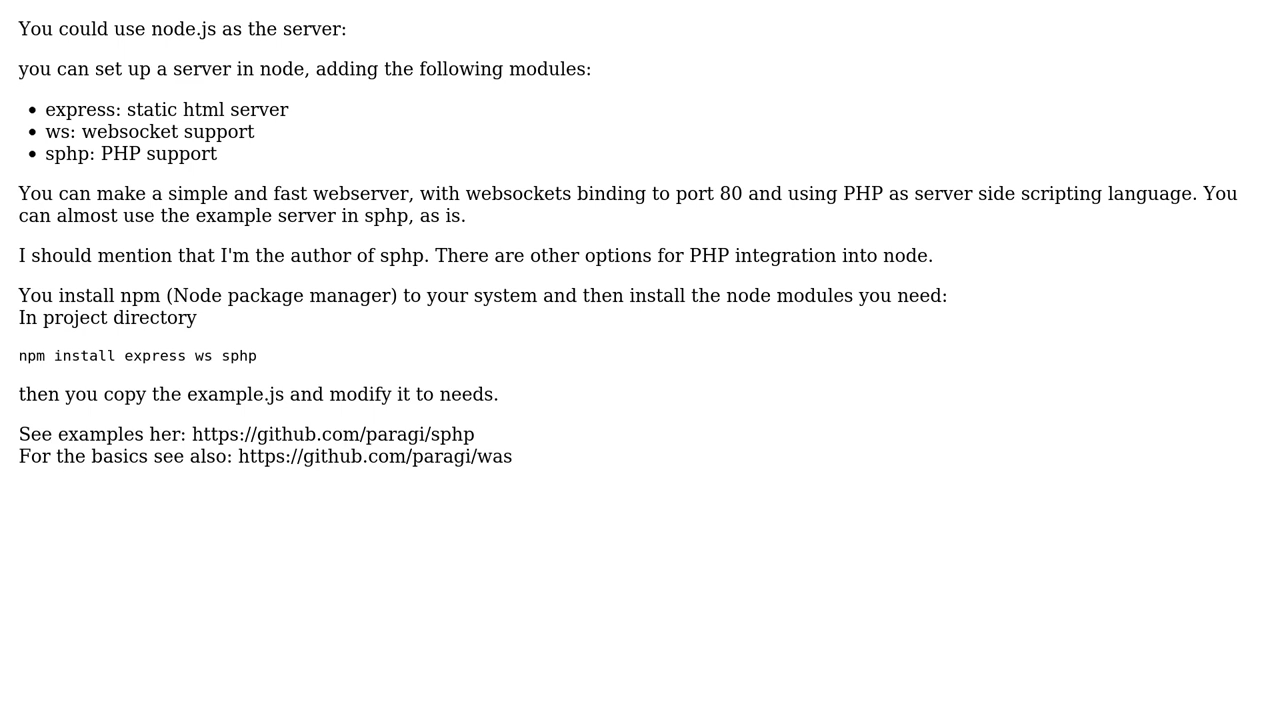 You could use node.js as the server:
you can set up a server in node, adding the following modules:
• express: static html server
• ws: websocket support
• sphp: PHP support
You can make a simple and fast webserver, with websockets binding to port 80 and using PHP as server side scripting language. You
can almost use the example server in sphp, as is.
I should mention that I'm the author of sphp. There are other options for PHP integration into node.
You install npm (Node package manager) to your system and then install the node modules you need:
In project directory
npm install express ws sphp
then you copy the example.js and modify it to needs.
See examples her: https://github.com/paragi/sphp
For the basics see also: https://github.com/paragi/was